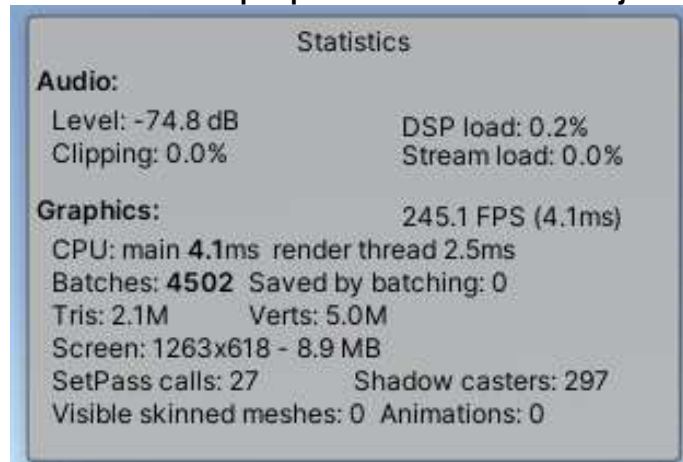 Statistics
Audio:
Level: -74.8 dB DSP load: 0.2%
Clipping: 0.0% Stream load: 0.0%
Graphics: 245.1 FPS (4.1ms)
CPU: main 4.1ms render thread 2.5ms
Batches: 4502 Saved by batching: 0
Tris: 2.1M Verts: 5.0M
Screen: 1263x618 - 8.9 MB
SetPass calls: 27 Shadow casters: 297
Visible skinned meshes: 0 Animations: 0